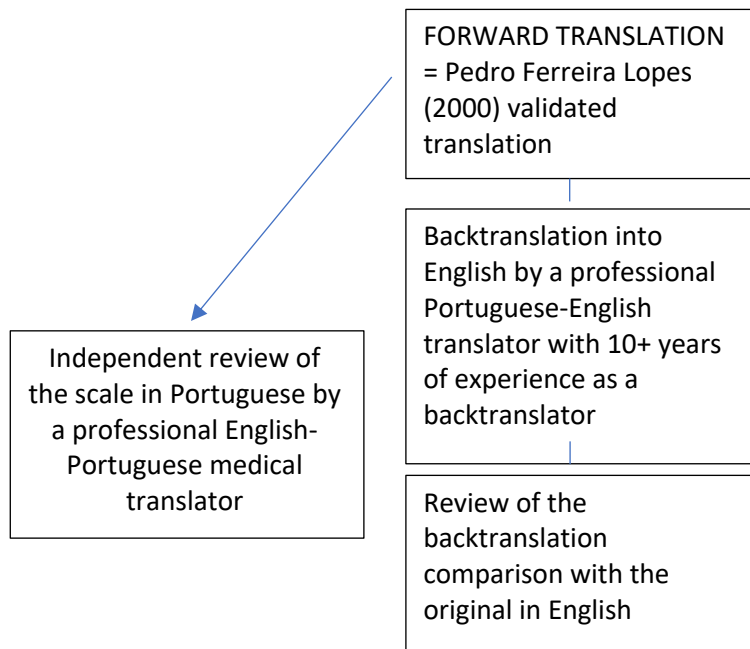 FORWARD TRANSLATION
= Pedro Ferreira Lopes
(2000) validated
translation
Backtranslation into
English by a professional
Portuguese-English
translator with 10+ years
of experience as a
backtranslator
Independent review of
the scale in Portuguese by
a professional English-
Portuguese medical
translator
Review of the
backtranslation
comparison with the
original in English